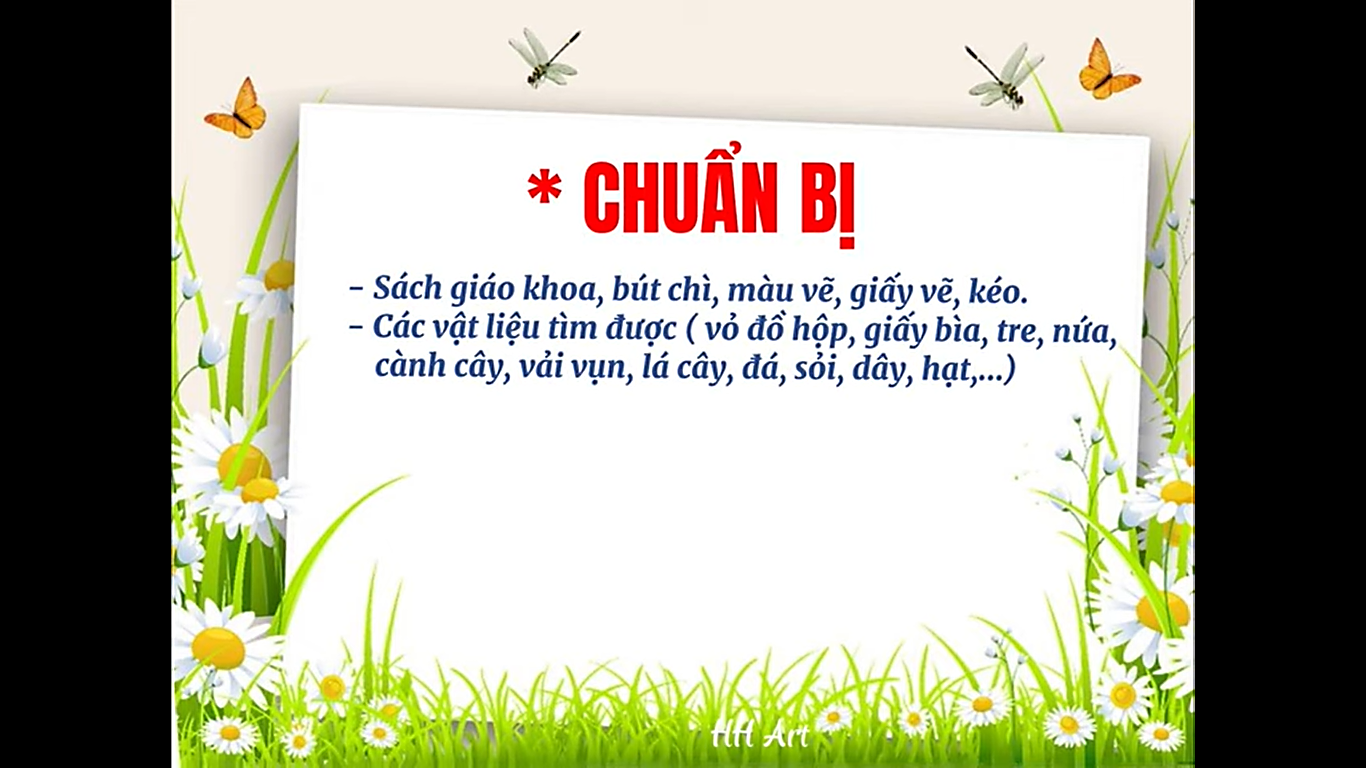 * CHUẨN BỊ
- Sách giáo khoa, bút chì, màu vẽ, giấy vẽ, kéo.
- Các vật liệu tìm được ( vỏ đồ hộp, giấy bìa, tre, nứa,
cành cây, vải vụn, lá cây, đá, sỏi, dây, hạt,...)
HH Art